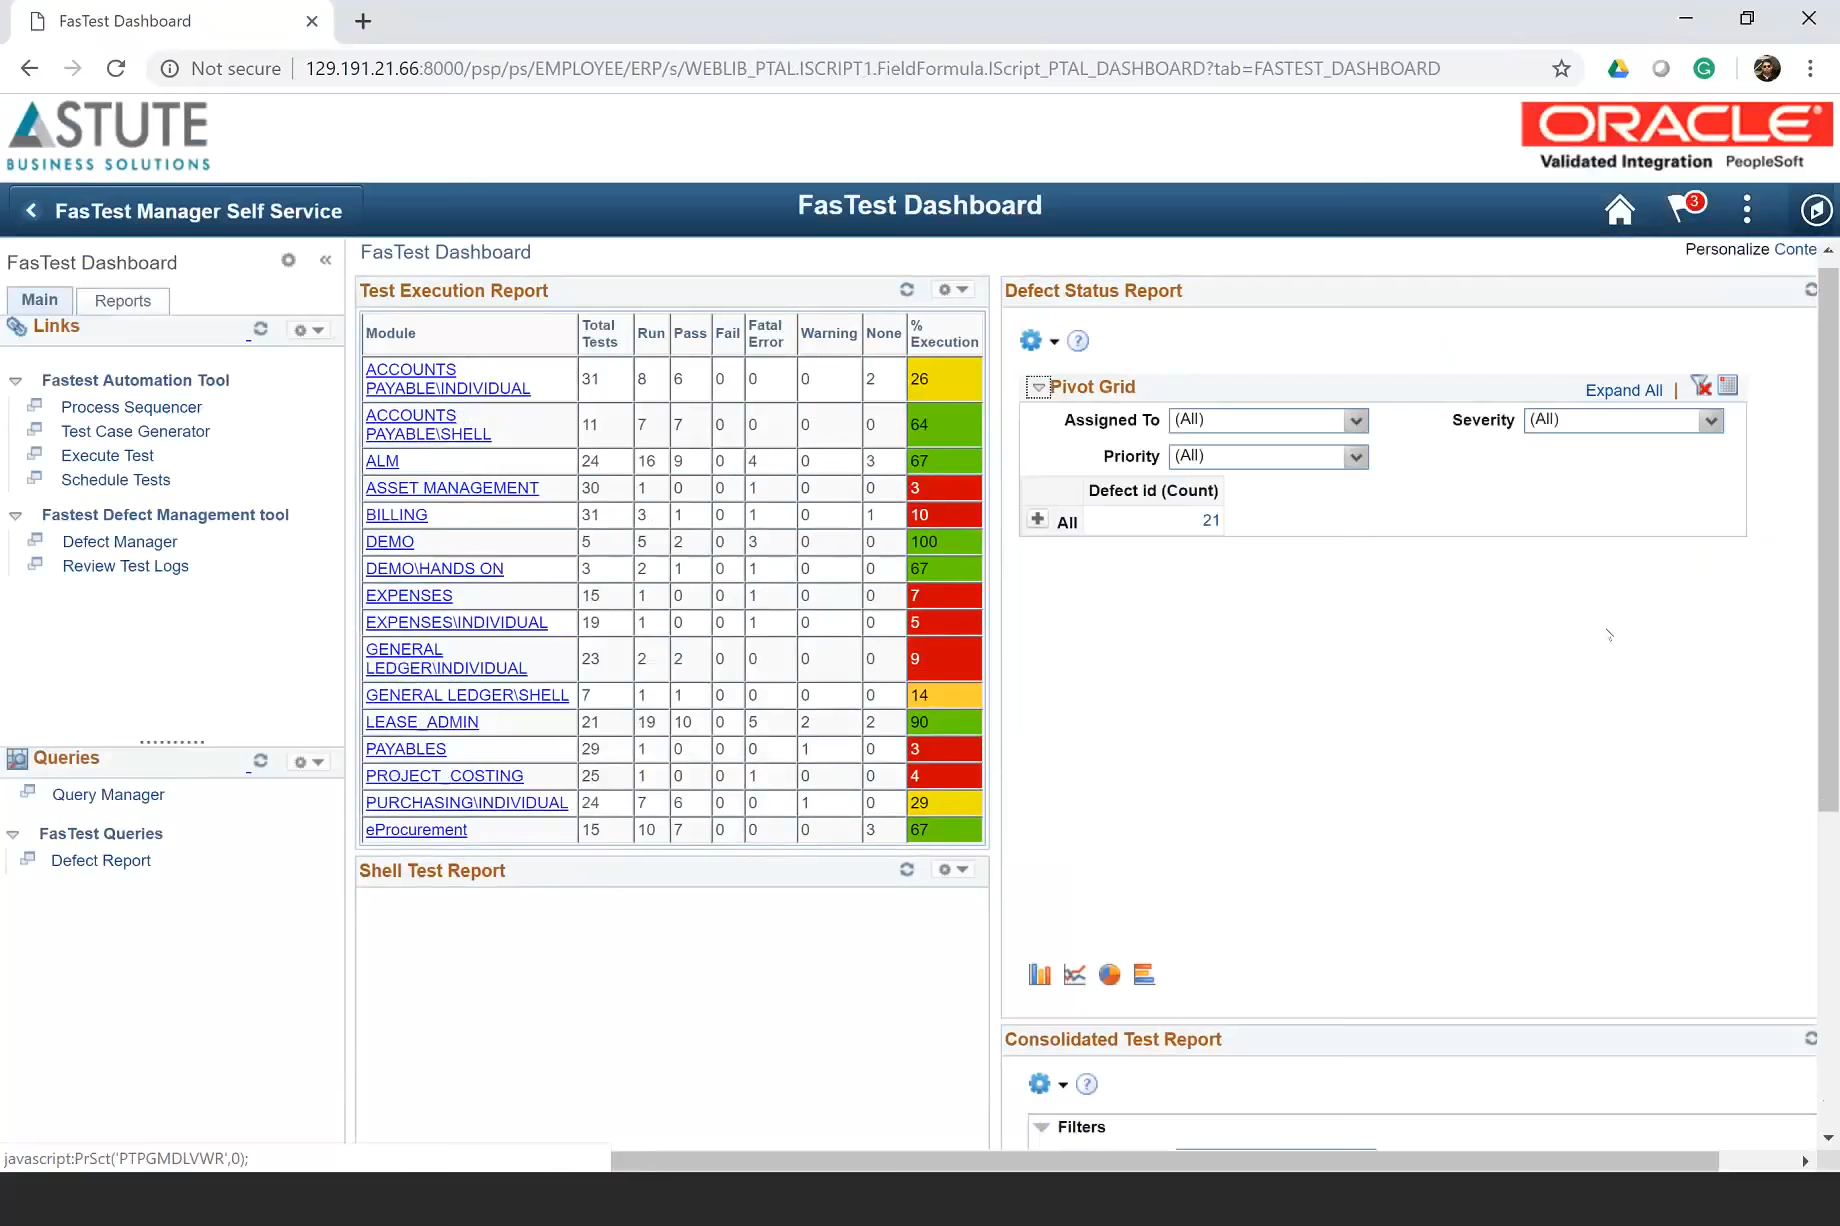 FasTest Dashboard
Not secure
129.191.21.66:8000/psp/ps/EMPLOYEE/ERP/s/WEBLIB_PTAL.ISCRIPT1.FieldFormula.IScript_PTAL_DASHBOARD?tab=FASTEST_DASHBOARD
ASTUTE
BUSINESS SOLUTIONS
ORACLE®
Validated Integration PeopleSoft
FasTest Manager Self Service
FasTest Dashboard
3
FasTest Dashboard
Main
Reports
Links
Fastest Automation Tool
Process Sequencer
Test Case Generator
Execute Test
Schedule Tests
Fastest Defect Management tool
Defect Manager
Review Test Logs
Queries
Query Manager
FasTest Queries
Defect Report
FasTest Dashboard
Personalize Conte
Test Execution Report
Module Total Tests Run Pass Fail Fatal Error Warning None % Execution
ACCOUNTS PAYABLE\INDIVIDUAL 31 8 6 0 0 0 2 26
ACCOUNTS PAYABLE\SHELL 11 7 7 0 0 0 0 64
ALM 24 16 9 0 4 0 3 67
ASSET MANAGEMENT 30 1 0 0 1 0 0 3
BILLING 31 3 1 0 1 0 1 10
DEMO 5 5 2 0 3 0 0 100
DEMO\HANDS ON 3 2 1 0 1 0 0 67
EXPENSES 15 1 0 0 1 0 0 7
EXPENSES\INDIVIDUAL 19 1 0 0 1 0 0 5
GENERAL LEDGER\INDIVIDUAL 23 2 2 0 0 0 0 9
GENERAL LEDGER\SHELL 7 1 1 0 0 0 0 14
LEASE_ADMIN 21 19 10 0 5 2 2 90
PAYABLES 29 1 0 0 0 1 0 3
PROJECT_COSTING 25 1 0 0 1 0 0 4
PURCHASING\INDIVIDUAL 24 7 6 0 0 1 0 29
eProcurement 15 10 7 0 0 0 3 67
Shell Test Report
Defect Status Report
?
Pivot Grid
Expand All |
Assigned To (All)
Severity (All)
Priority (All)
Defect id (Count)
All 21
Consolidated Test Report
?
Filters
javascript:PrSct('PTPGMDLVWR',0);